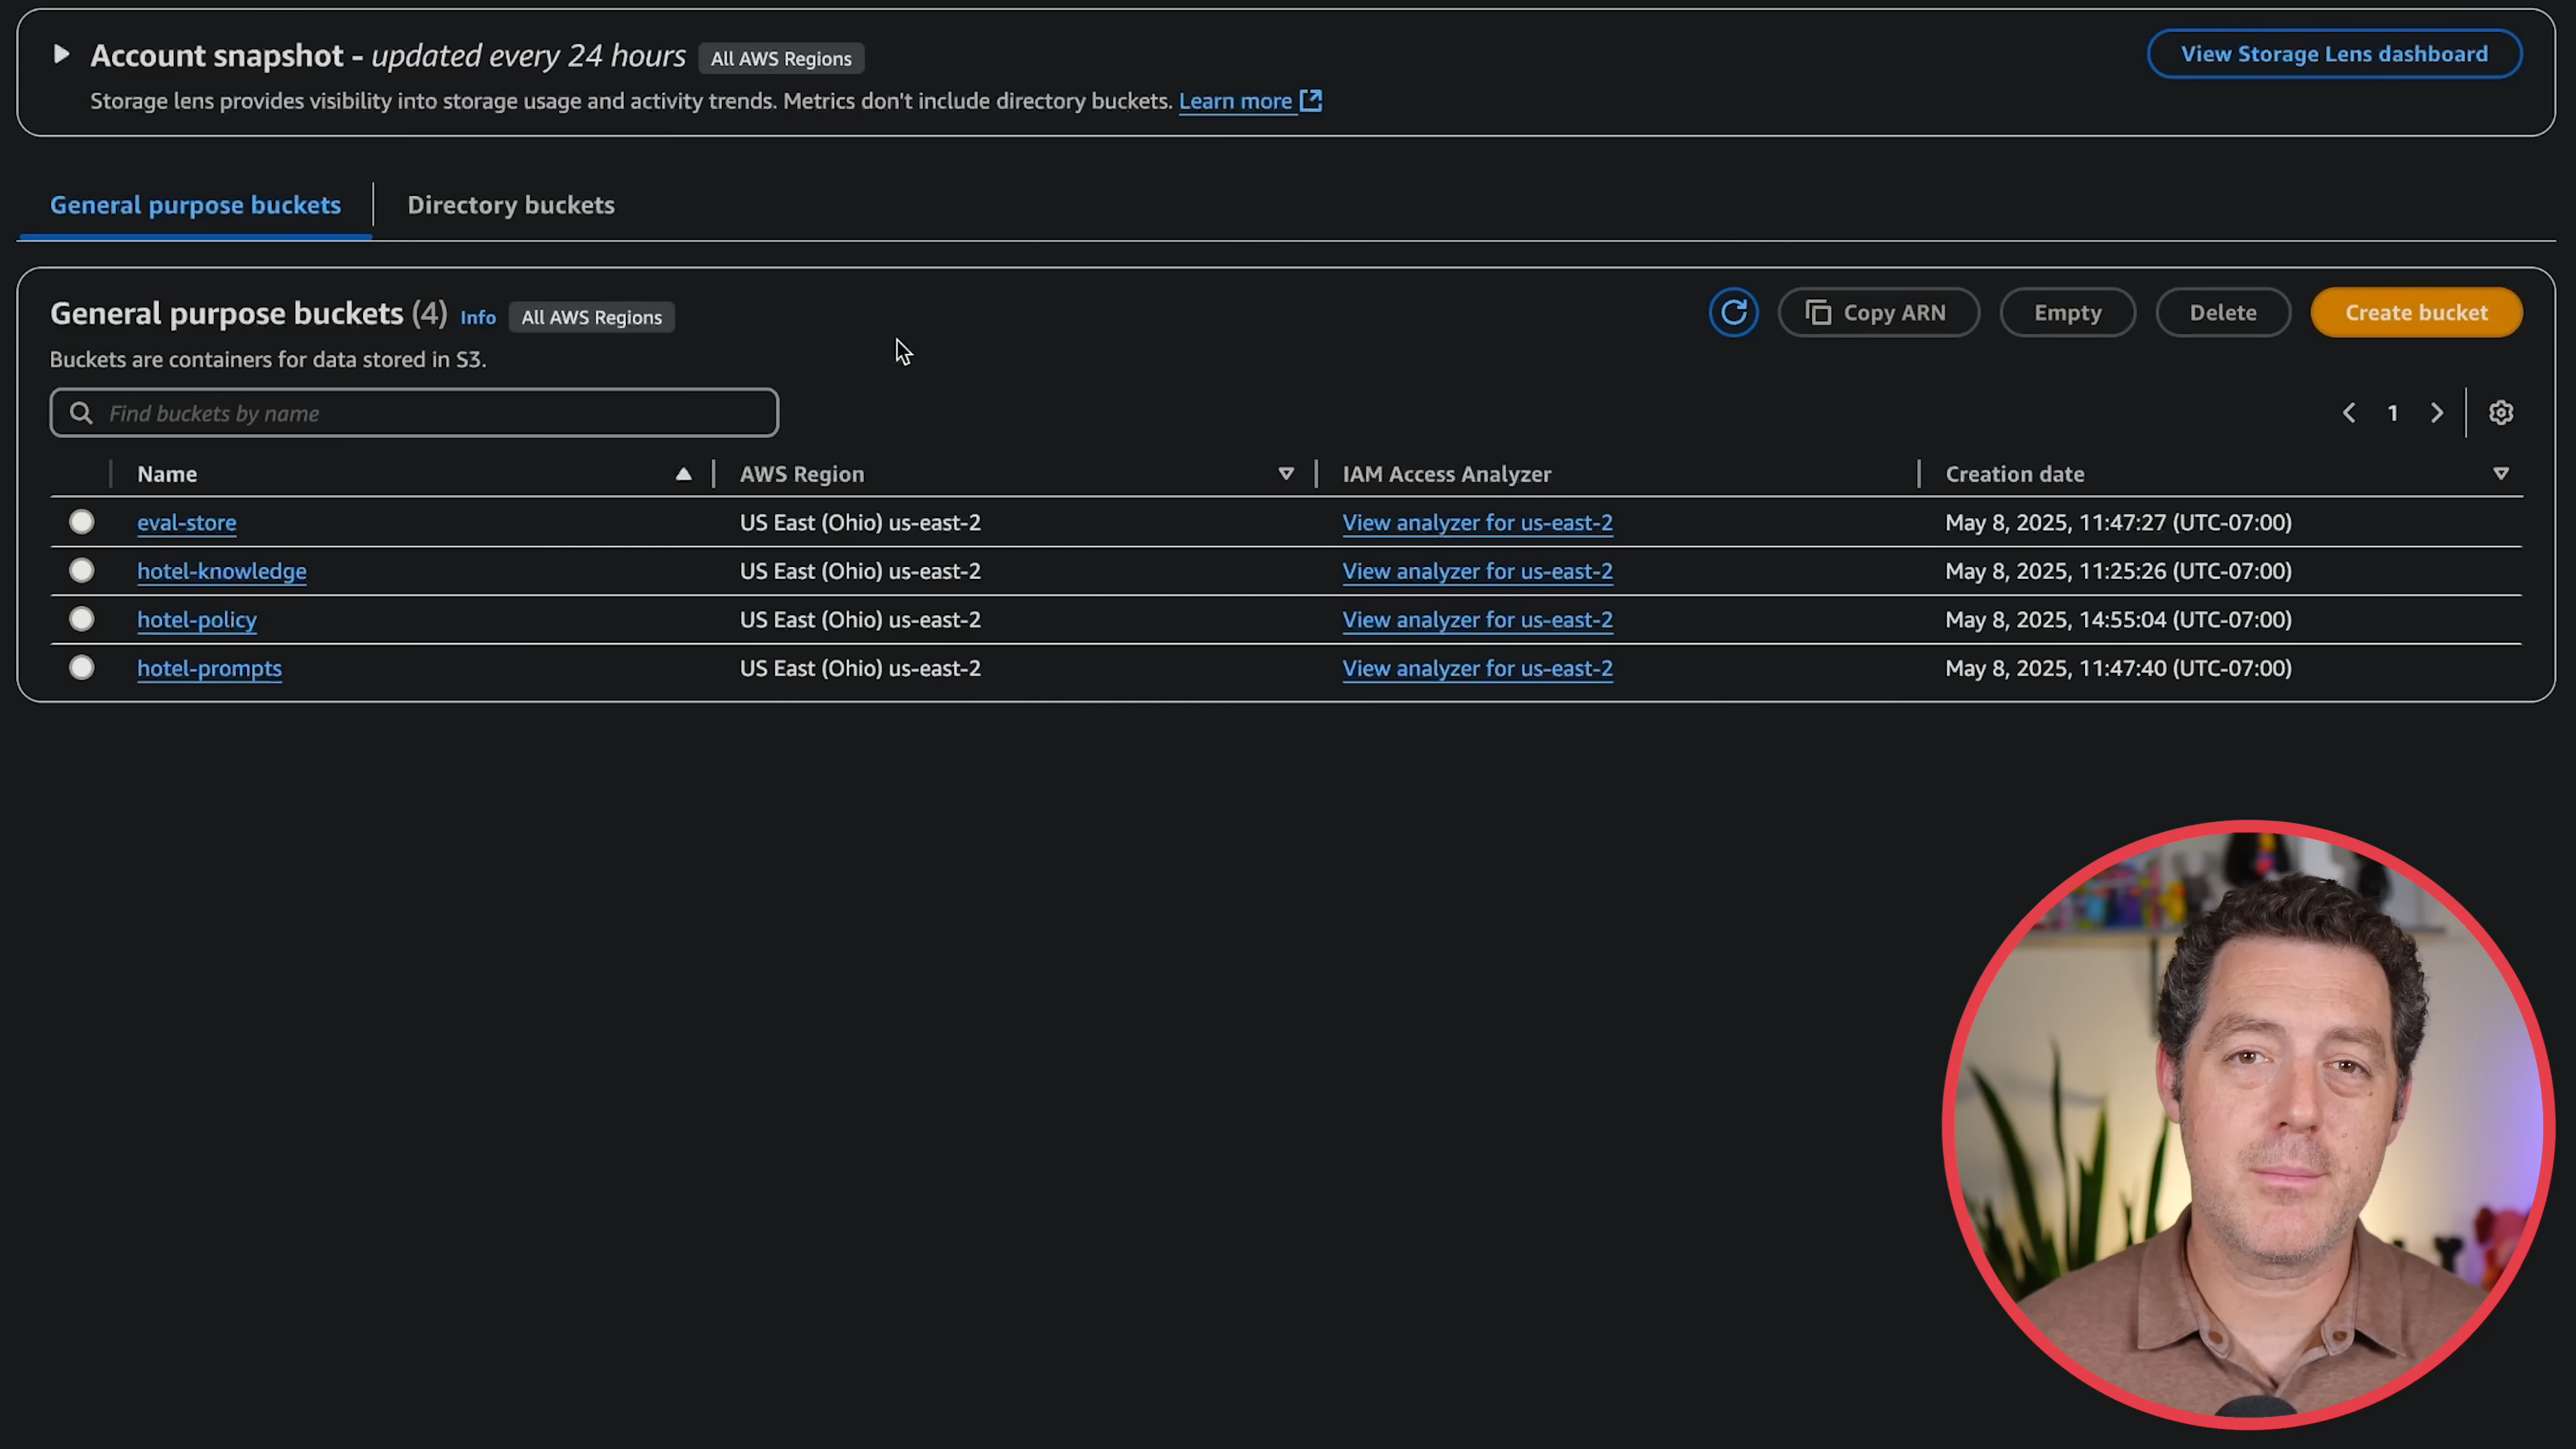 Account snapshot - updated every 24 hours All AWS Regions View Storage Lens dashboard
Storage lens provides visibility into storage usage and activity trends. Metrics don't include directory buckets. Learn more
General purpose buckets Directory buckets
General purpose buckets (4) Info All AWS Regions Copy ARN Empty Delete Create bucket
Buckets are containers for data stored in S3.
Find buckets by name 1
Name AWS Region IAM Access Analyzer Creation date
eval-store US East (Ohio) us-east-2 View analyzer for us-east-2 May 8, 2025, 11:47:27 (UTC-07:00)
hotel-knowledge US East (Ohio) us-east-2 View analyzer for us-east-2 May 8, 2025, 11:25:26 (UTC-07:00)
hotel-policy US East (Ohio) us-east-2 View analyzer for us-east-2 May 8, 2025, 14:55:04 (UTC-07:00)
hotel-prompts US East (Ohio) us-east-2 View analyzer for us-east-2 May 8, 2025, 11:47:40 (UTC-07:00)